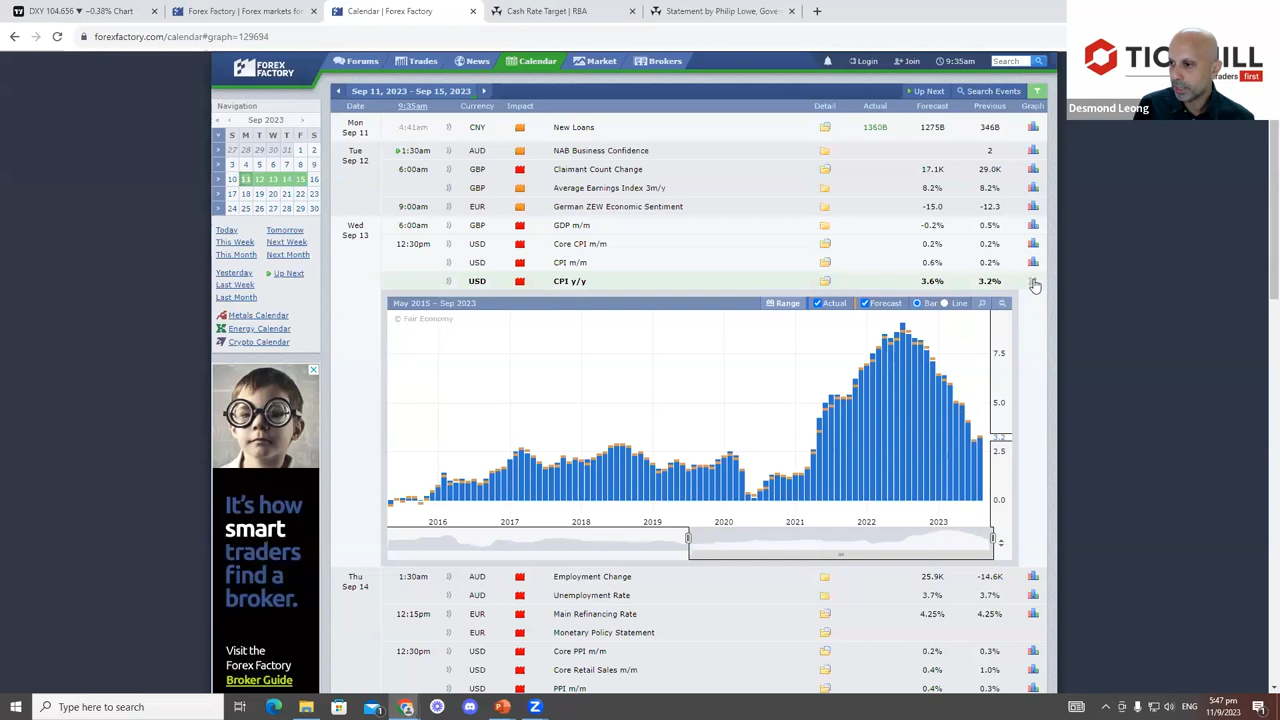 DXY 104.656 ▼ −0.38% Chart
Forex Factory | Forex markets for
Calendar | Forex Factory
Cash Rate Target | RBA
Statement by Philip Lowe, Gove
forexfactory.com/calendar#graph=129694
FOREX FACTORY
Forums
Trades
News
Calendar
Market
Brokers
Login
Join
9:35am
Search
TIC ILL
traders first
Desmond Leong
Navigation
Sep 2023
S M T W T F S
27 28 29 30 31 1 2
3 4 5 6 7 8 9
10 11 12 13 14 15 16
17 18 19 20 21 22 23
24 25 26 27 28 29 30
Today Tomorrow
This Week Next Week
This Month Next Month
Yesterday Up Next
Last Week
Last Month
Metals Calendar
Energy Calendar
Crypto Calendar
It's how
smart
traders
find a
broker.
Visit the
Forex Factory
Broker Guide
Sep 11, 2023 - Sep 15, 2023
Up Next Search Events
Date 9:35am Currency Impact Detail Actual Forecast Previous Graph
Mon Sep 11 4:41am CNY New Loans 1360B 1275B 346B
Tue Sep 12 1:30am AUD NAB Business Confidence 2
6:00am GBP Claimant Count Change 17.1K 29.0K
GBP Average Earnings Index 3m/y 8.2% 8.2%
9:00am EUR German ZEW Economic Sentiment -15.0 -12.3
Wed Sep 13 6:00am GBP GDP m/m -0.2% 0.5%
12:30pm USD Core CPI m/m 0.2% 0.2%
USD CPI m/m 0.6% 0.2%
USD CPI y/y 3.6% 3.2%
May 2015 – Sep 2023 Range Actual Forecast Bar Line
© Fair Economy
7.5
5.0
3.2
2.5
0.0
2016 2017 2018 2019 2020 2021 2022 2023
Thu Sep 14 1:30am AUD Employment Change 25.9K -14.6K
AUD Unemployment Rate 3.7% 3.7%
12:15pm EUR Main Refinancing Rate 4.25% 4.25%
EUR Monetary Policy Statement
12:30pm USD Core PPI m/m 0.2% 0.3%
USD Core Retail Sales m/m 0.4% 1.0%
USD PPI m/m 0.4% 0.3%
Type here to search
5:47 pm
11/9/2023